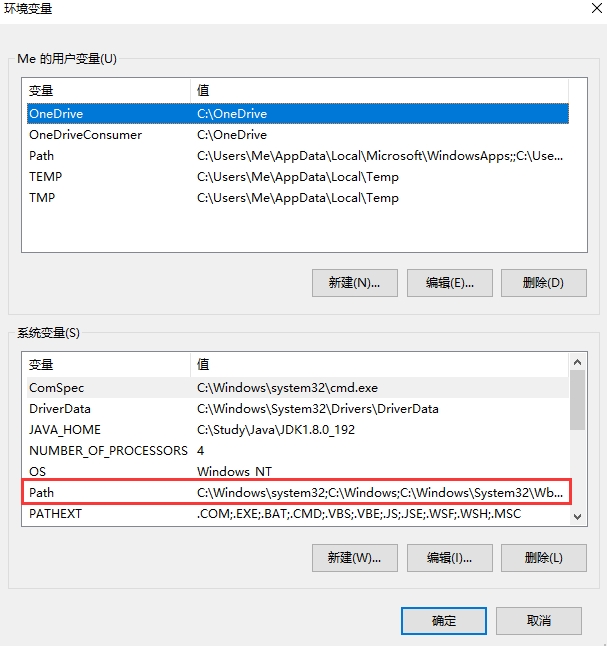 环境变量
Me 的用户变量(U)
变量 值
OneDrive C:\OneDrive
OneDriveConsumer C:\OneDrive
Path C:\Users\Me\AppData\Local\Microsoft\WindowsApps;;C:\Use...
TEMP C:\Users\Me\AppData\Local\Temp
TMP C:\Users\Me\AppData\Local\Temp
新建(N)... 编辑(E)... 删除(D)
系统变量(S)
变量 值
ComSpec C:\Windows\system32\cmd.exe
DriverData C:\Windows\System32\Drivers\DriverData
JAVA_HOME C:\Study\Java\JDK1.8.0_192
NUMBER_OF_PROCESSORS 4
OS Windows_NT
Path C:\Windows\system32;C:\Windows;C:\Windows\System32\Wb...
PATHEXT .COM;.EXE;.BAT;.CMD;.VBS;.VBE;.JS;.JSE;.WSF;.WSH;.MSC
新建(W)... 编辑(I)... 删除(L)
确定 取消